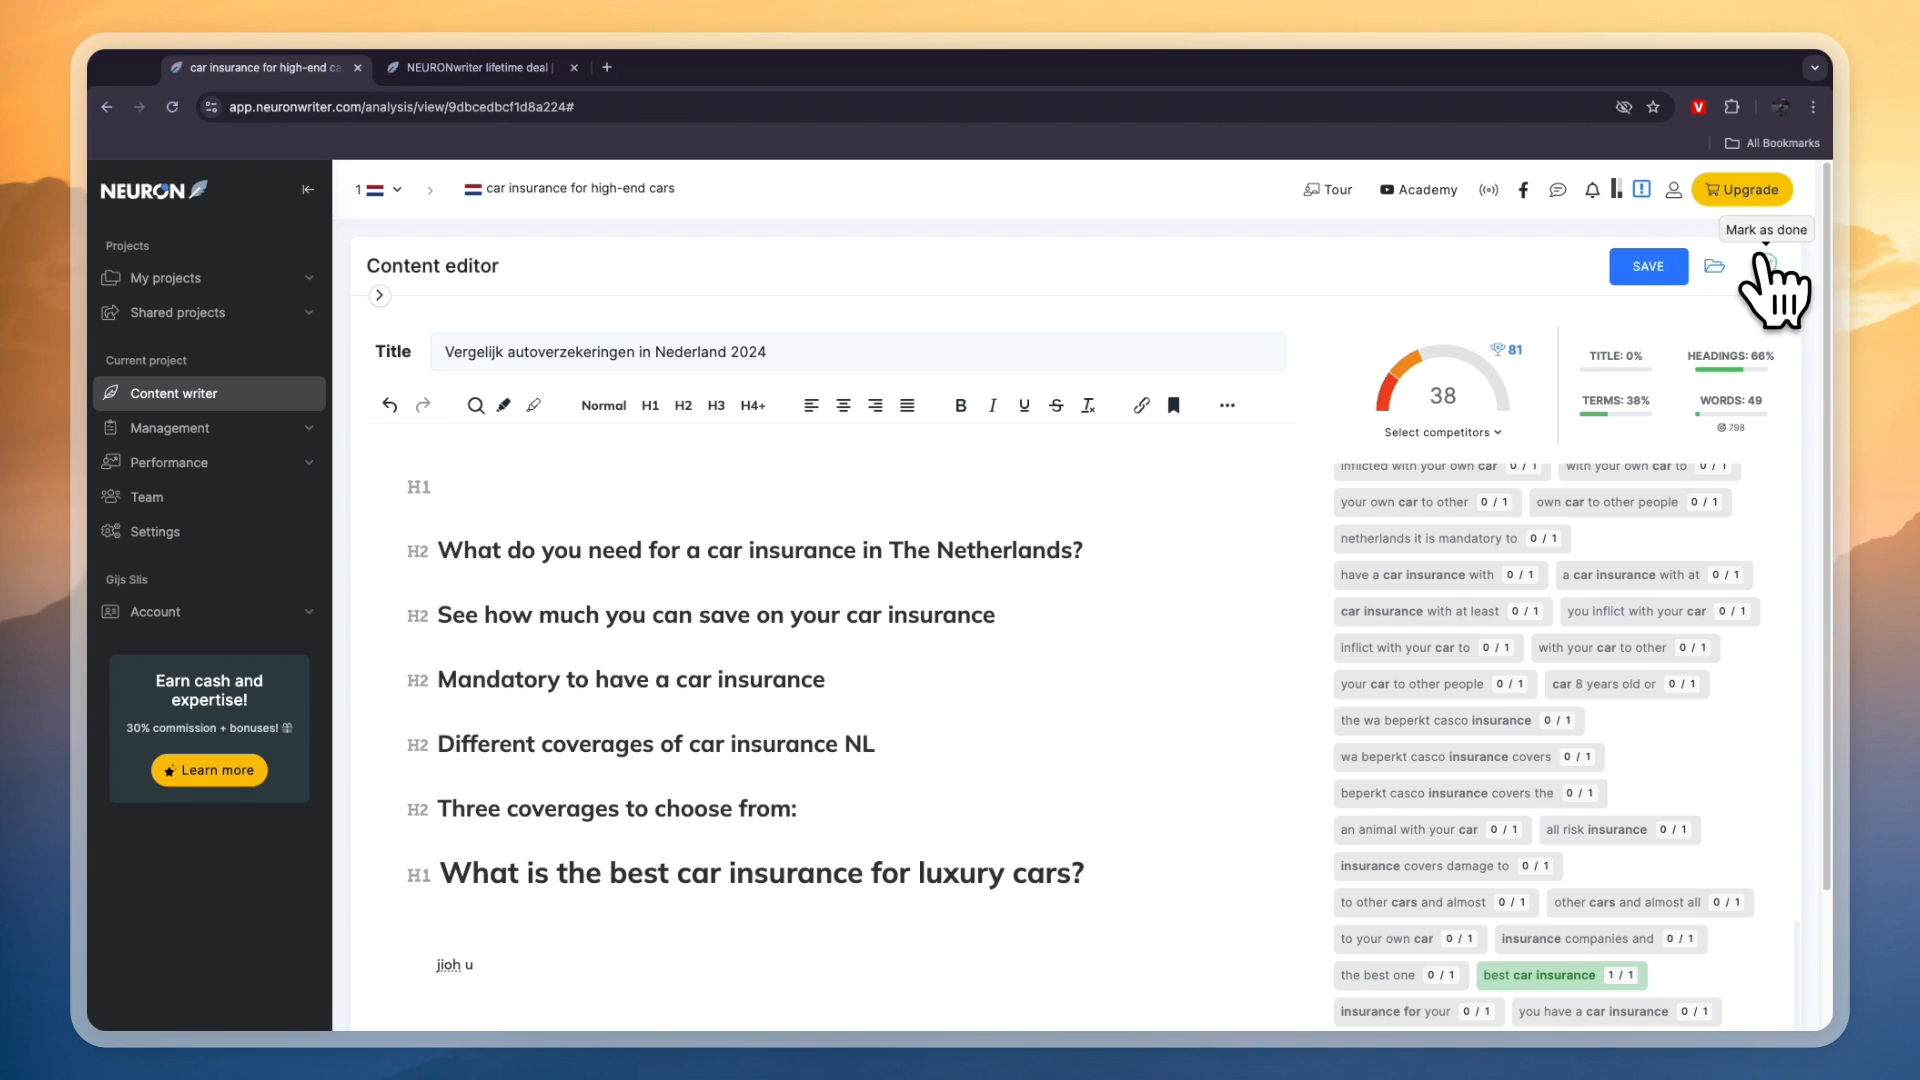 car insurance for high-end ca
NEURONwriter lifetime deal |
app.neuronwriter.com/analysis/view/9dbcedbcf1d8a224#
All Bookmarks
NEURON
1
car insurance for high-end cars
Tour
Academy
Upgrade
Mark as done
Projects
My projects
Shared projects
Current project
Content writer
Management
Performance
Team
Settings
Gijs Slis
Account
Earn cash and
expertise!
30% commission + bonuses!
Learn more
Content editor
SAVE
Title
Vergelijk autoverzekeringen in Nederland 2024
Normal H1 H2 H3 H4+
B I U S
H1
H2 What do you need for a car insurance in The Netherlands?
H2 See how much you can save on your car insurance
H2 Mandatory to have a car insurance
H2 Different coverages of car insurance NL
H2 Three coverages to choose from:
H1 What is the best car insurance for luxury cars?
jioh u
81
38
Select competitors
TITLE: 0%
HEADINGS: 66%
TERMS: 38%
WORDS: 49
798
inflicted with your own car 0 / 1 with your own car to 0 / 1
your own car to other 0 / 1 own car to other people 0 / 1
netherlands it is mandatory to 0 / 1
have a car insurance with 0 / 1 a car insurance with at 0 / 1
car insurance with at least 0 / 1 you inflict with your car 0 / 1
inflict with your car to 0 / 1 with your car to other 0 / 1
your car to other people 0 / 1 car 8 years old or 0 / 1
the wa beperkt casco insurance 0 / 1
wa beperkt casco insurance covers 0 / 1
beperkt casco insurance covers the 0 / 1
an animal with your car 0 / 1 all risk insurance 0 / 1
insurance covers damage to 0 / 1
to other cars and almost 0 / 1 other cars and almost all 0 / 1
to your own car 0 / 1 insurance companies and 0 / 1
the best one 0 / 1 best car insurance 1 / 1
insurance for your 0 / 1 you have a car insurance 0 / 1